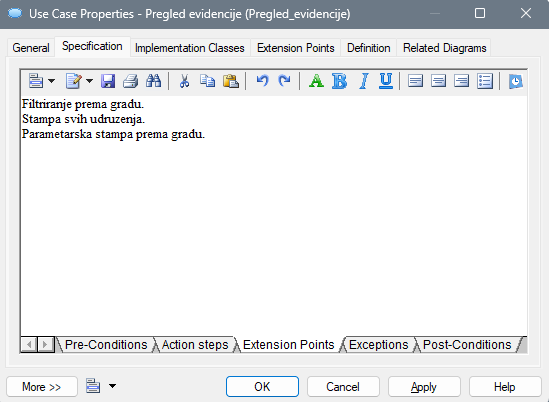 Use Case Properties - Pregled evidencije (Pregled_evidencije)
General Specification Implementation Classes Extension Points Definition Related Diagrams
A B I U
Filtriranje prema gradu.
Stampa svih udruzenja.
Parametarska stampa prema gradu.
Pre-Conditions Action steps Extension Points Exceptions Post-Conditions
More >> OK Cancel Apply Help